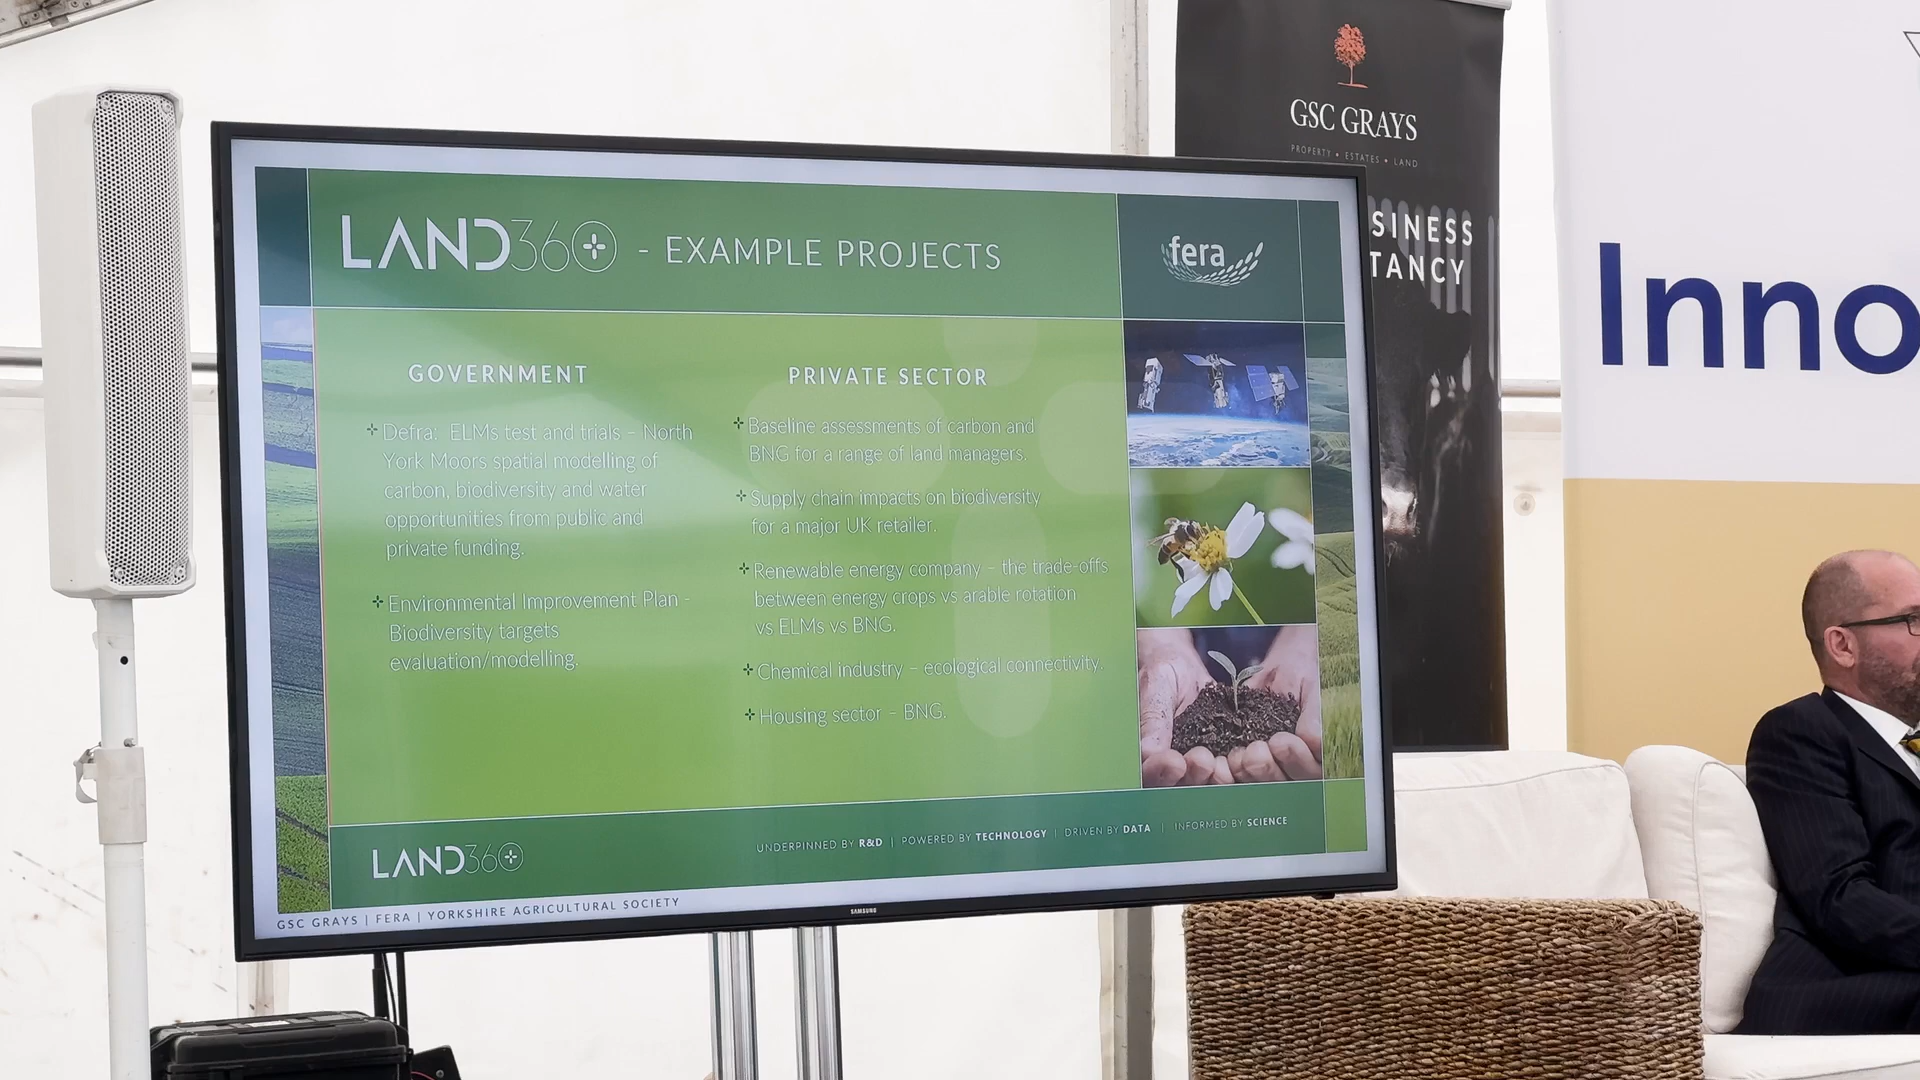 GSC GRAYS
PROPERTY • ESTATES • LAND
SINESS
TANCY
Inno
LAND360 - EXAMPLE PROJECTS
fera
GOVERNMENT
Defra: ELMs test and trials – North
York Moors spatial modelling of
carbon, biodiversity and water
opportunities from public and
private funding.
Environmental Improvement Plan -
Biodiversity targets
evaluation/modelling.
PRIVATE SECTOR
Baseline assessments of carbon and
BNG for a range of land managers.
Supply chain impacts on biodiversity
for a major UK retailer.
Renewable energy company – the trade-offs
between energy crops vs arable rotation
vs ELMs vs BNG.
Chemical industry – ecological connectivity.
Housing sector – BNG.
LAND360
UNDERPINNED BY R&D | POWERED BY TECHNOLOGY | DRIVEN BY DATA | INFORMED BY SCIENCE
GSC GRAYS | FERA | YORKSHIRE AGRICULTURAL SOCIETY
SAMSUNG